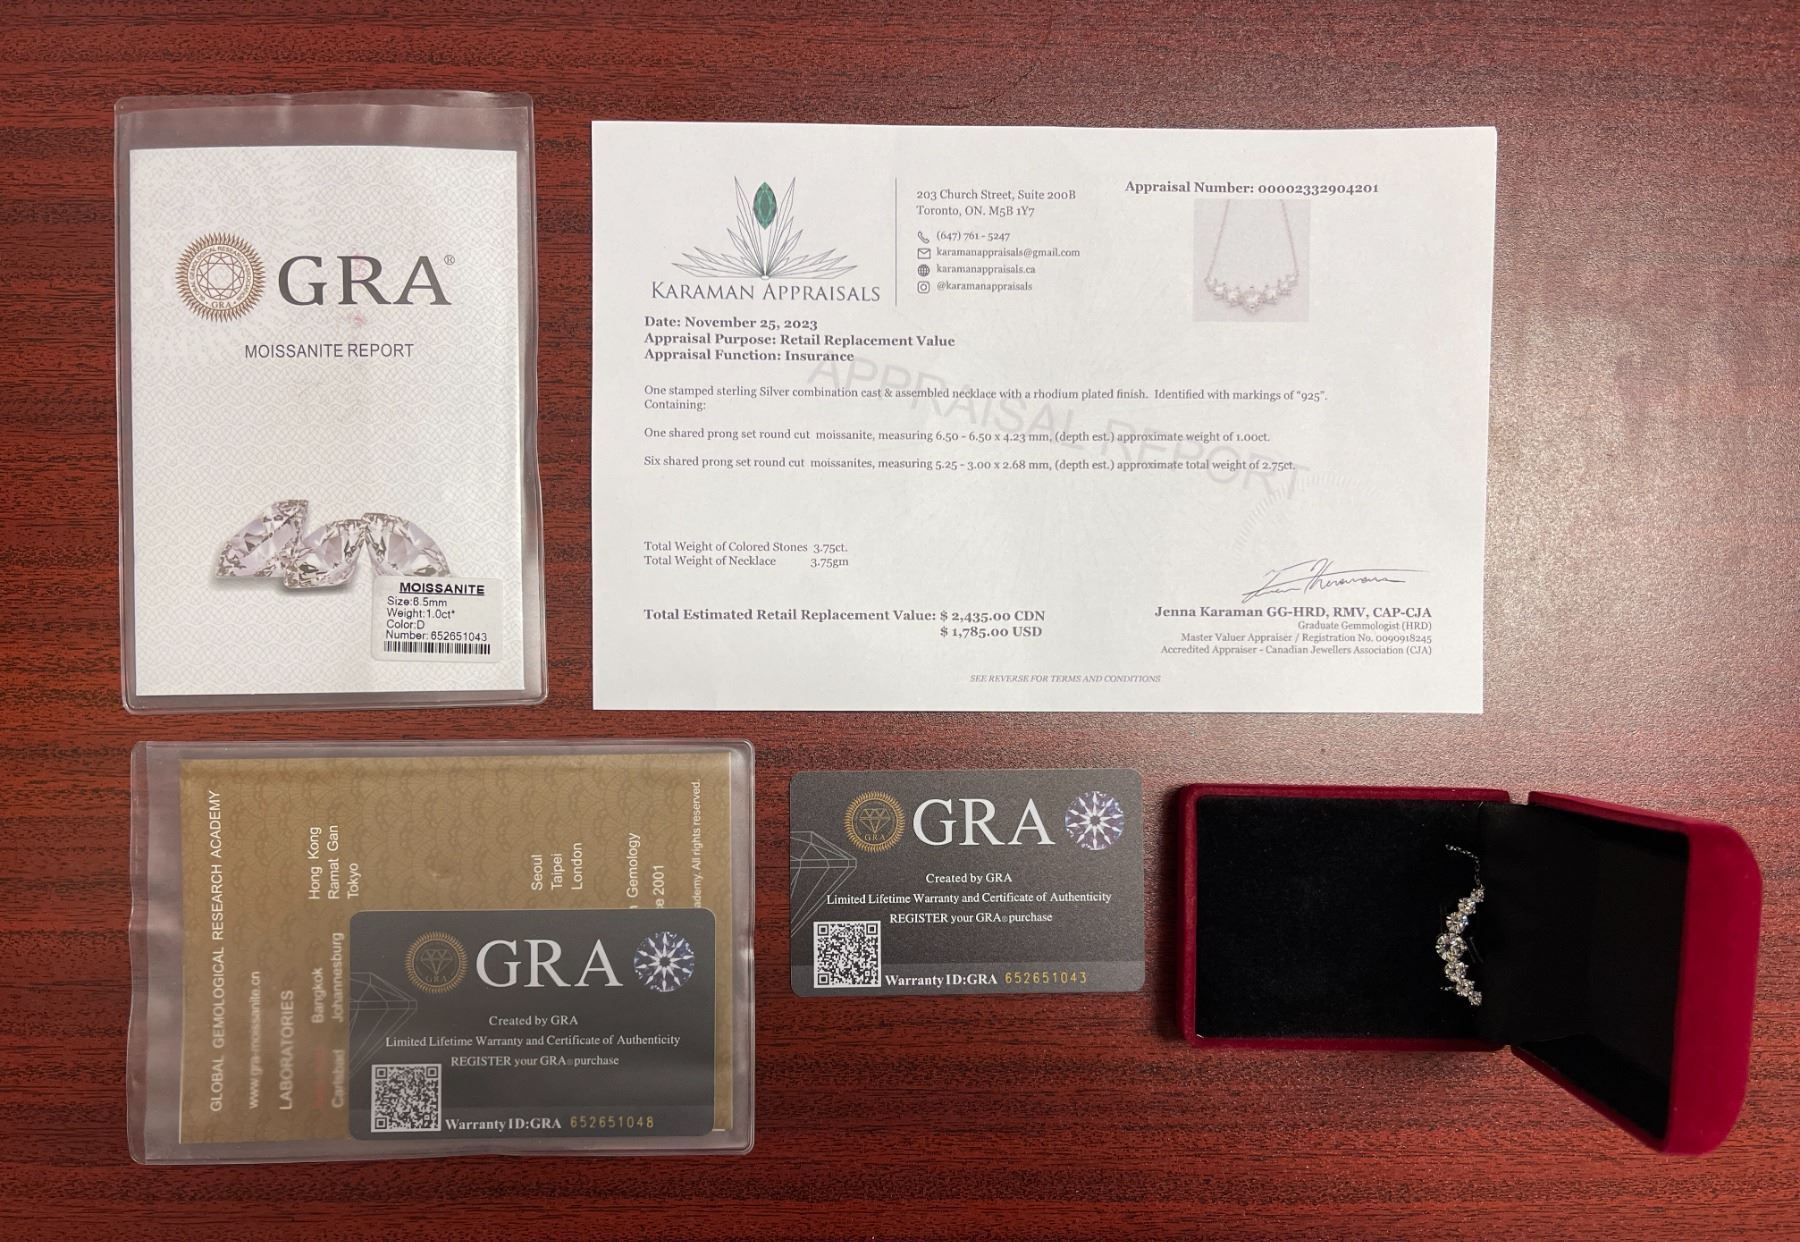 GRA®
MOISSANITE REPORT
MOISSANITE
Size:6.5mm
Weight:1.0ct*
Color:D
Number:652651043
KARAMAN APPRAISALS
203 Church Street, Suite 200B
Toronto, ON. M5B 1Y7
(647) 761 - 5247
karamanappraisals@gmail.com
karamanappraisals.ca
@karamanappraisals
Appraisal Number: 00002332904201
Date: November 25, 2023
Appraisal Purpose: Retail Replacement Value
Appraisal Function: Insurance
APPRAISAL REPORT
One stamped sterling Silver combination cast & assembled necklace with a rhodium plated finish. Identified with markings of "925".
Containing:
One shared prong set round cut moissanite, measuring 6.50 - 6.50 x 4.23 mm, (depth est.) approximate weight of 1.00ct.
Six shared prong set round cut moissanites, measuring 5.25 - 3.00 x 2.68 mm, (depth est.) approximate total weight of 2.75ct.
Total Weight of Colored Stones 3.75ct.
Total Weight of Necklace 3.75gm
Total Estimated Retail Replacement Value: $ 2,435.00 CDN
$ 1,785.00 USD
Jenna Karaman GG-HRD, RMV, CAP-CJA
Graduate Gemmologist (HRD)
Master Valuer Appraiser / Registration No. 0090918245
Accredited Appraiser - Canadian Jewellers Association (CJA)
SEE REVERSE FOR TERMS AND CONDITIONS
GLOBAL GEMOLOGICAL RESEARCH ACADEMY
www.gra-mossanite.cn
LABORATORIES
Hong Kong
Bangkok
Ramat Gan
Carlsbad Johannesburg Tokyo
Seoul
Taipei
London
Gemology
2001
All rights reserved.
GRA
Created by GRA
Limited Lifetime Warranty and Certificate of Authenticity
REGISTER your GRA® purchase
Warranty ID:GRA 652651048
GRA
Created by GRA
Limited Lifetime Warranty and Certificate of Authenticity
REGISTER your GRA® purchase
Warranty ID:GRA 652651043